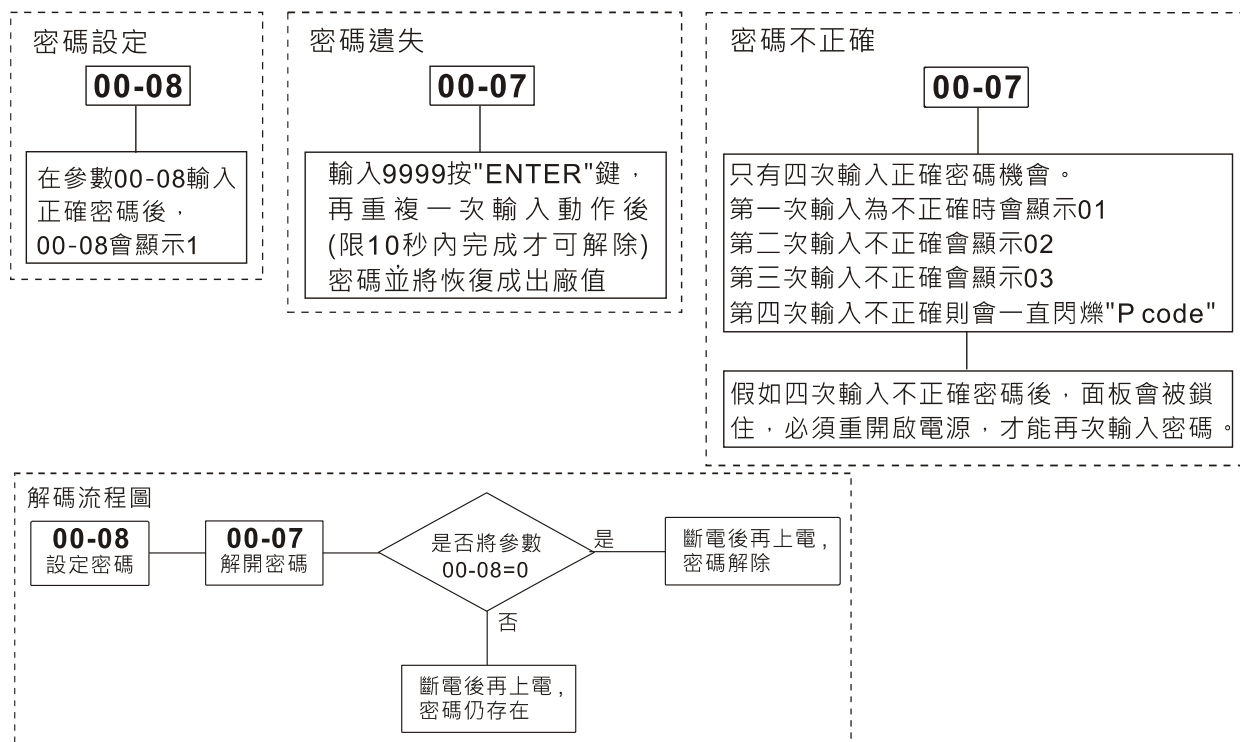 密碼設定
00-08
在參數00-08輸入
正確密碼後，
00-08會顯示1
密碼遺失
00-07
輸入9999按"ENTER"鍵，
再重複一次輸入動作後
(限10秒內完成才可解除)
密碼並將恢復成出廠值
密碼不正確
00-07
只有四次輸入正確密碼機會。
第一次輸入為不正確時會顯示01
第二次輸入不正確會顯示02
第三次輸入不正確會顯示03
第四次輸入不正確則會一直閃爍"P code"
假如四次輸入不正確密碼後，面板會被鎖
住，必須重開啟電源，才能再次輸入密碼。
解碼流程圖
00-08
設定密碼
00-07
解開密碼
是否將參數
00-08=0
是
斷電後再上電，
密碼解除
否
斷電後再上電，
密碼仍存在